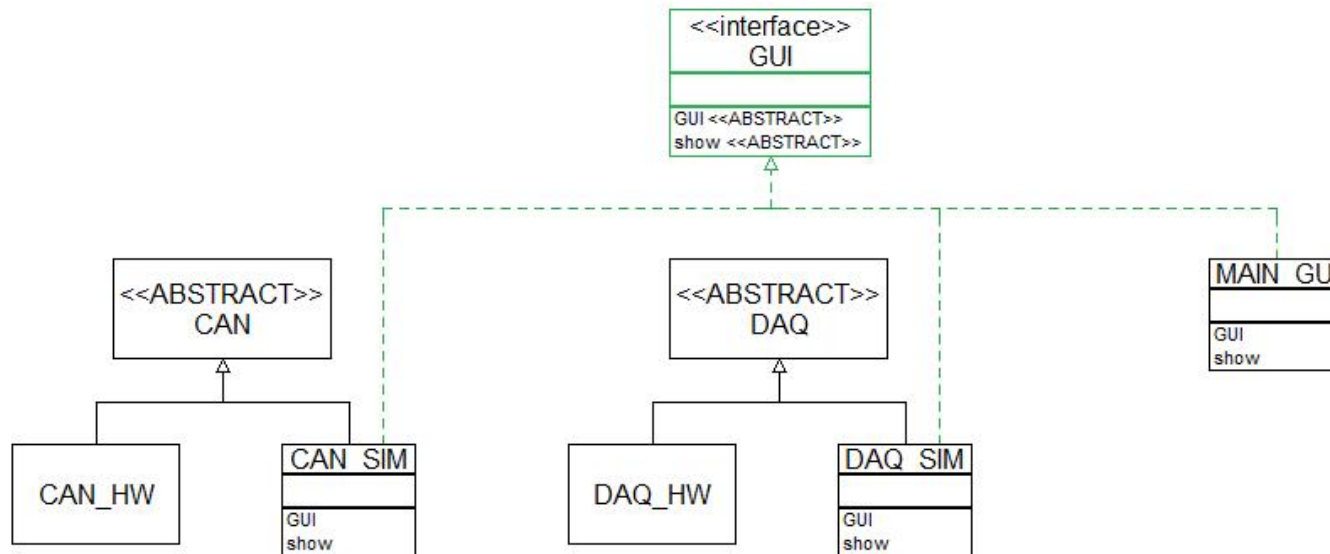 <<interface>>
GUI
GUI <<ABSTRACT>>
show <<ABSTRACT>>
<<ABSTRACT>>
CAN
<<ABSTRACT>>
DAQ
MAIN_GU
GUI
show
CAN_HW
CAN_SIM
GUI
show
DAQ_HW
DAQ_SIM
GUI
show